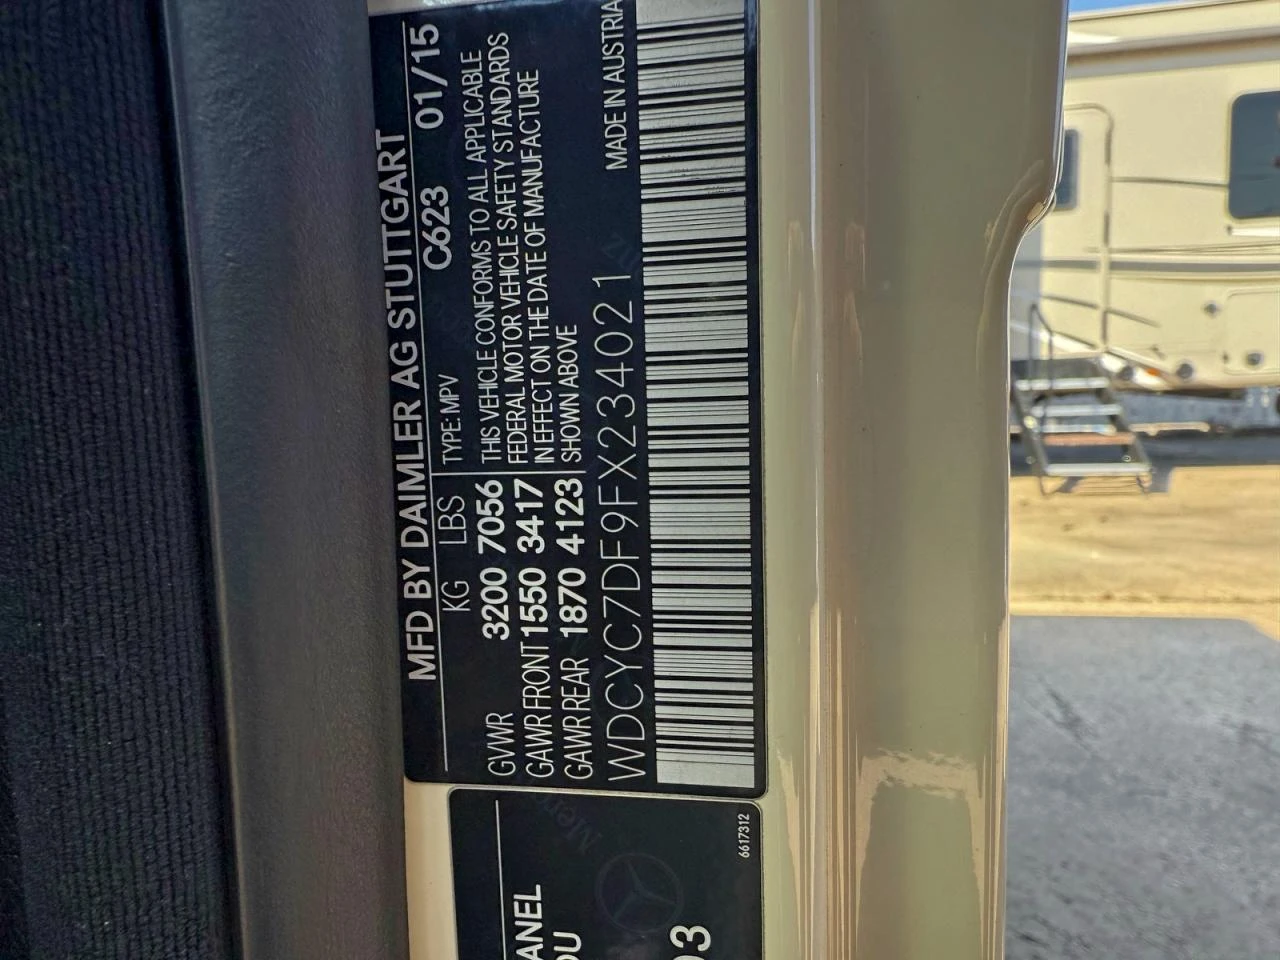 MFD BY DAIMLER AG STUTTGART
C623 01/15
KG LBS TYPE: MPV
GVWR 3200 7056
GAWR FRONT 1550 3417
GAWR REAR 1870 4123
THIS VEHICLE CONFORMS TO ALL APPLICABLE
FEDERAL MOTOR VEHICLE SAFETY STANDARDS
IN EFFECT ON THE DATE OF MANUFACTURE
SHOWN ABOVE
MADE IN AUSTRIA
WDCYC7DF9FX234021
6617312
ANEL